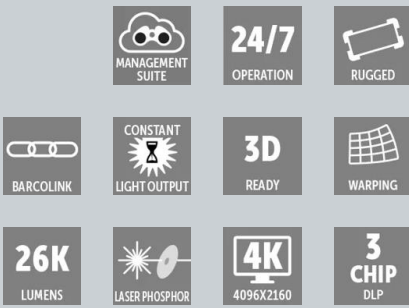 MANAGEMENT
SUITE
24/7
OPERATION
RUGGED
BARCOLINK
CONSTANT
LIGHT OUTPUT
3D
READY
WARPING
26K
LUMENS
LASER PHOSPHOR
4K
4096X2160
3
CHIP
DLP